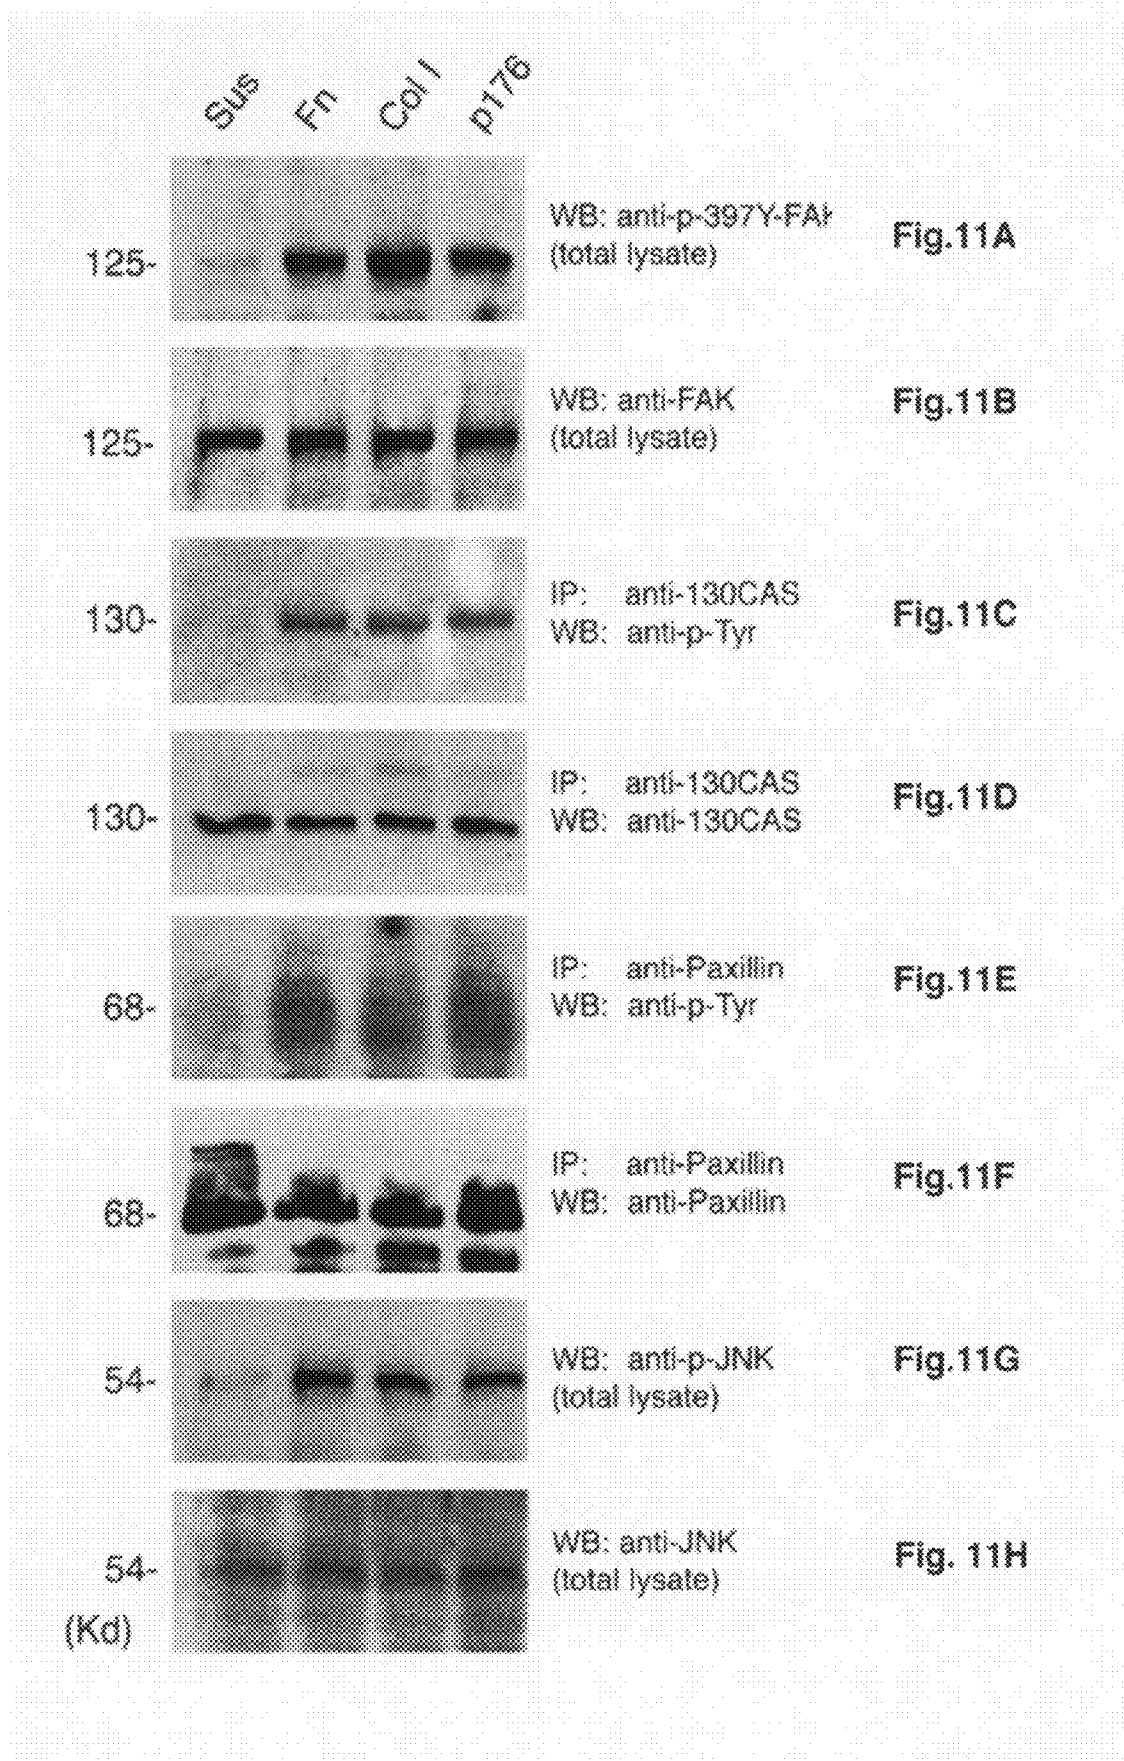 Sus Fn Col I p176
WB: anti-p-397Y-FAK
(total lysate)
Fig.11A
125-
WB: anti-FAK
(total lysate)
Fig.11B
125-
IP: anti-130CAS
WB: anti-p-Tyr
Fig.11C
130-
IP: anti-130CAS
WB: anti-130CAS
Fig.11D
130-
IP: anti-Paxillin
WB: anti-p-Tyr
Fig.11E
68-
IP: anti-Paxillin
WB: anti-Paxillin
Fig.11F
68-
WB: anti-p-JNK
(total lysate)
Fig.11G
54-
WB: anti-JNK
(total lysate)
Fig. 11H
54-
(Kd)